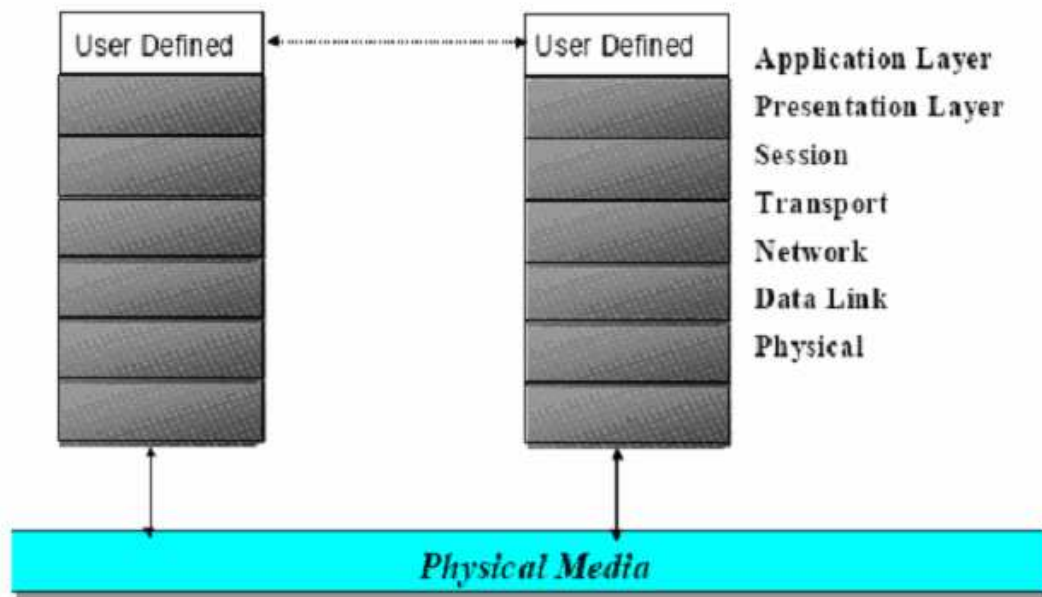 User Defined
User Defined
Application Layer
Presentation Layer
Session
Transport
Network
Data Link
Physical
Physical Media